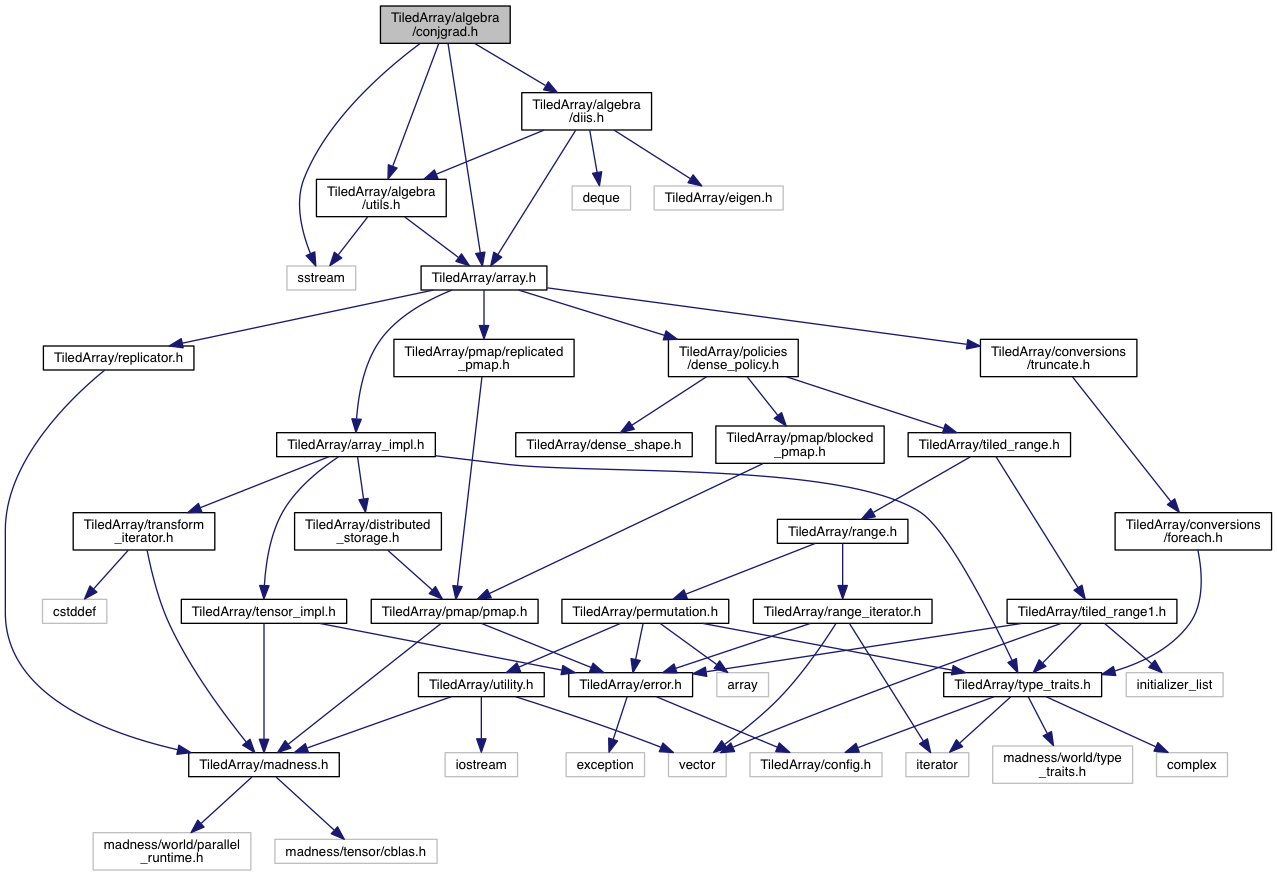 TiledArray/algebra
/conjgrad.h
TiledArray/algebra
/diis.h
TiledArray/algebra
/utils.h
deque
TiledArray/eigen.h
sstream
TiledArray/array.h
TiledArray/replicator.h
TiledArray/pmap/replicated
_pmap.h
TiledArray/policies
/dense_policy.h
TiledArray/conversions
/truncate.h
TiledArray/array_impl.h
TiledArray/dense_shape.h
TiledArray/pmap/blocked
_pmap.h
TiledArray/tiled_range.h
TiledArray/transform
_iterator.h
TiledArray/distributed
_storage.h
TiledArray/range.h
TiledArray/conversions
/foreach.h
cstddef
TiledArray/tensor_impl.h
TiledArray/pmap/pmap.h
TiledArray/permutation.h
TiledArray/range_iterator.h
TiledArray/tiled_range1.h
TiledArray/utility.h
TiledArray/error.h
array
TiledArray/type_traits.h
initializer_list
TiledArray/madness.h
iostream
exception
vector
TiledArray/config.h
iterator
madness/world/type
_traits.h
complex
madness/world/parallel
_runtime.h
madness/tensor/cblas.h